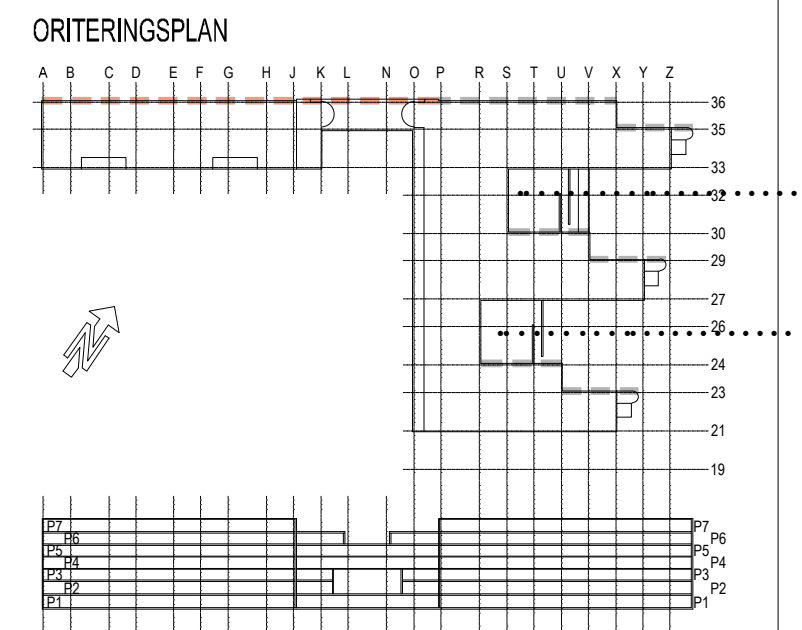 ORITERINGSPLAN
A B C D E F G H J K L N O P R S T U V X Y Z
36
35
33
32
30
29
27
26
24
23
21
19
N
P7 P7
P6 P6
P5 P5
P4 P4
P3 P3
P2 P2
P1 P1